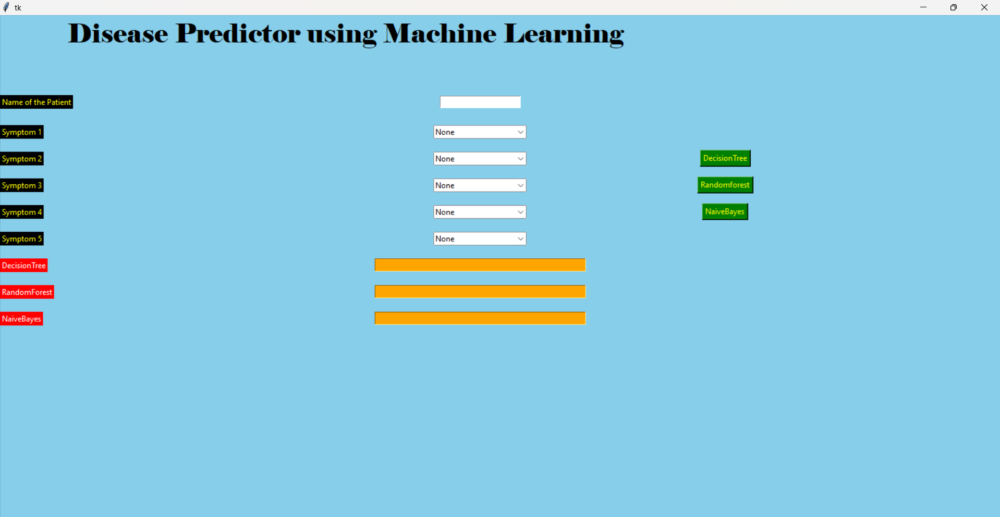 tk
Disease Predictor using Machine Learning
Name of the Patient
Symptom 1 None
Symptom 2 None DecisionTree
Symptom 3 None Randomforest
Symptom 4 None NaiveBayes
Symptom 5 None
DecisionTree
RandomForest
NaiveBayes